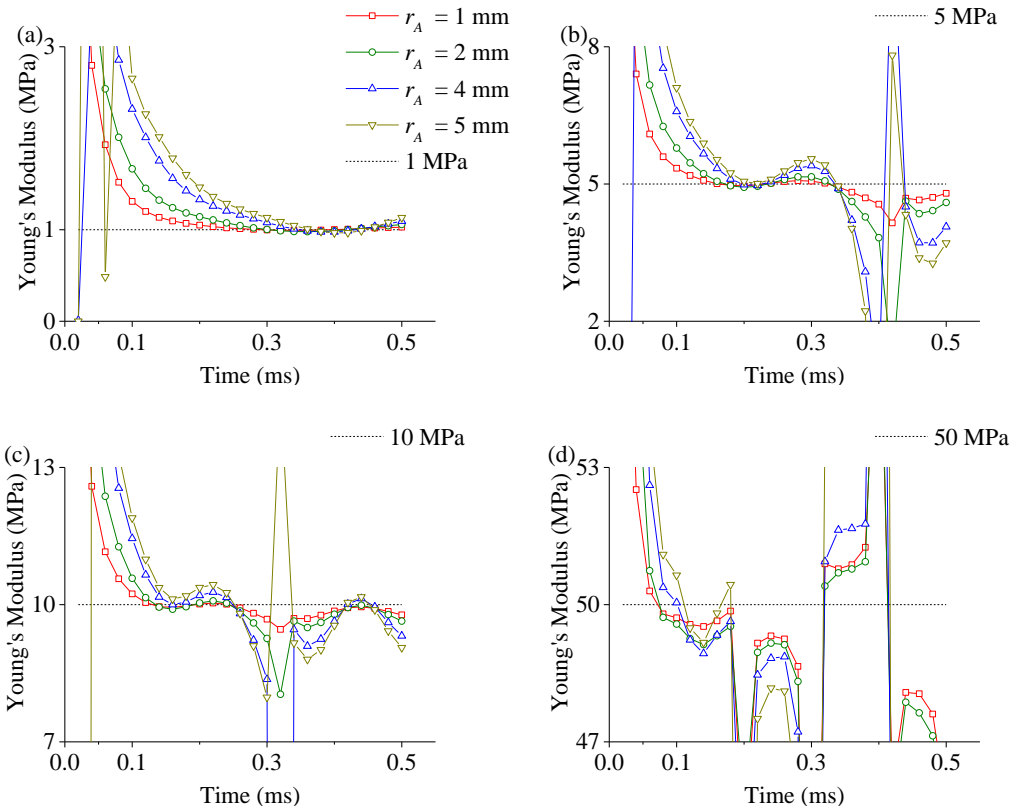 (a)
3
1
0
Young's Modulus (MPa)
0.0
0.1
0.3
0.5
Time (ms)
r_A = 1 mm
r_A = 2 mm
r_A = 4 mm
r_A = 5 mm
1 MPa
(b)
5 MPa
8
5
2
Young's Modulus (MPa)
0.0
0.1
0.3
0.5
Time (ms)
(c)
10 MPa
13
10
7
Young's Modulus (MPa)
0.0
0.1
0.3
0.5
Time (ms)
(d)
50 MPa
53
50
47
Young's Modulus (MPa)
0.0
0.1
0.3
0.5
Time (ms)